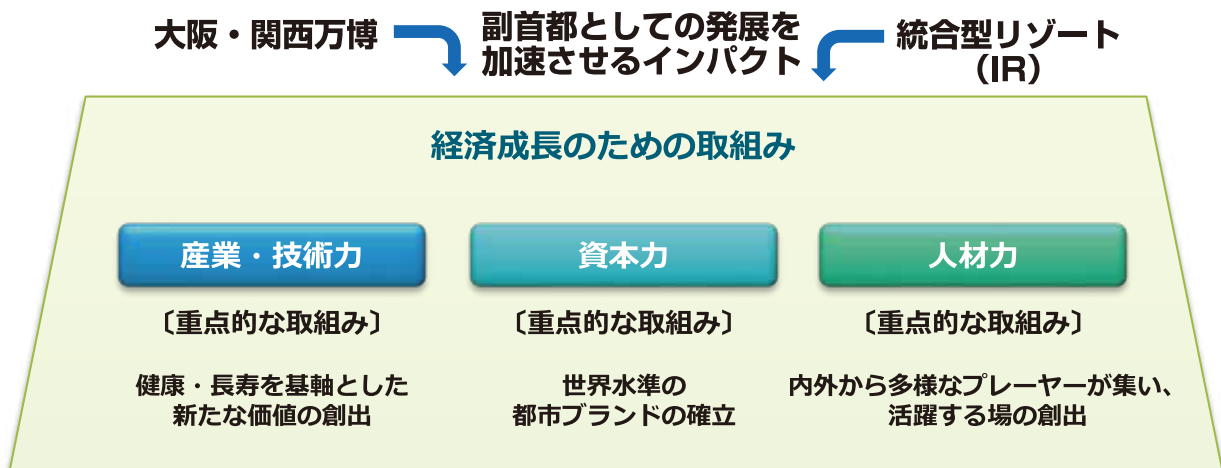 大阪・関西万博
副首都としての発展を
加速させるインパクト
統合型リゾート
（IR）
経済成長のための取組み
産業・技術力
〔重点的な取組み〕
健康・長寿を基軸とした
新たな価値の創出
資本力
〔重点的な取組み〕
世界水準の
都市ブランドの確立
人材力
〔重点的な取組み〕
内外から多様なプレーヤーが集い、
活躍する場の創出